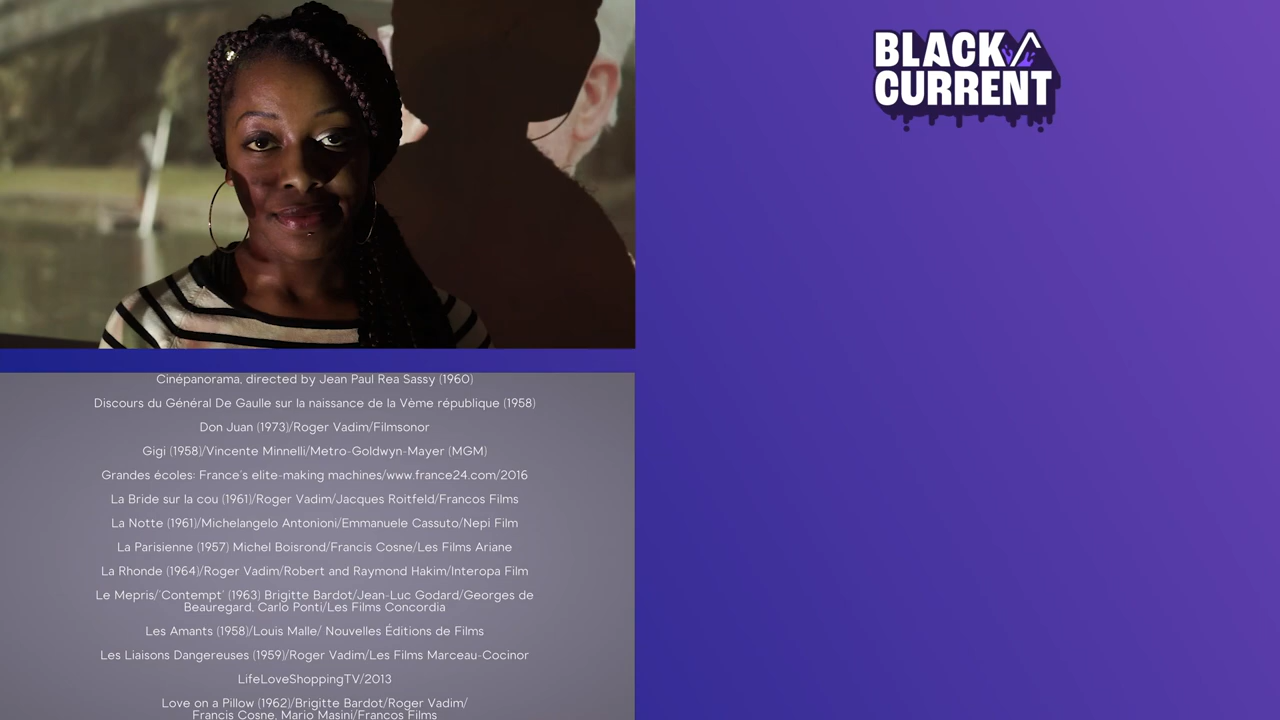 BLACK
CURRENT
Cinépanorama, directed by Jean Paul Rea Sassy (1960)
Discours du Général De Gaulle sur la naissance de la Vème république (1958)
Don Juan (1973)/Roger Vadim/Filmsonor
Gigi (1958)/Vincente Minnelli/Metro-Goldwyn-Mayer (MGM)
Grandes écoles: France's elite-making machines/www.france24.com/2016
La Bride sur la cou (1961)/Roger Vadim/Jacques Roitfeld/Francos Films
La Notte (1961)/Michelangelo Antonioni/Emmanuele Cassuto/Nepi Film
La Parisienne (1957) Michel Boisrond/Francis Cosne/Les Films Ariane
La Rhonde (1964)/Roger Vadim/Robert and Raymond Hakim/Interopa Film
Le Mepris/'Contempt' (1963) Brigitte Bardot/Jean-Luc Godard/Georges de
Beauregard, Carlo Ponti/Les Films Concordia
Les Amants (1958)/Louis Malle/ Nouvelles Éditions de Films
Les Liaisons Dangereuses (1959)/Roger Vadim/Les Films Marceau-Cocinor
LifeLoveShoppingTV/2013
Love on a Pillow (1962)/Brigitte Bardot/Roger Vadim/
Francis Cosne, Mario Masini/Francos Films